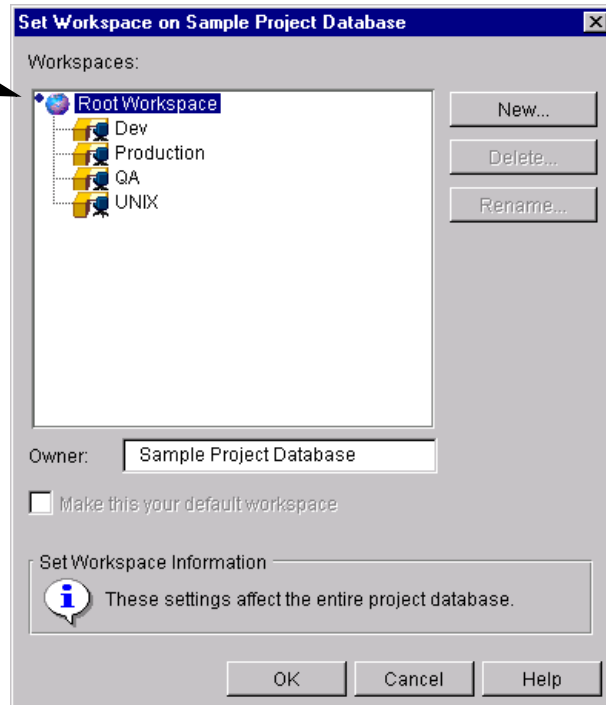 Set Workspace on Sample Project Database
Workspaces:
Root Workspace
Dev
Production
QA
UNIX
New...
Delete...
Rename...
Owner: Sample Project Database
Make this your default workspace
Set Workspace Information
These settings affect the entire project database.
OK Cancel Help